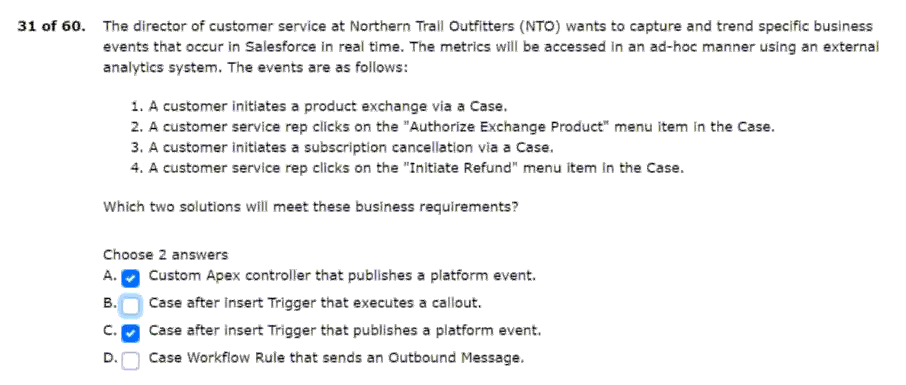 31 of 60. The director of customer service at Northern Trail Outfitters (NTO) wants to capture and trend specific business
events that occur in Salesforce in real time. The metrics will be accessed in an ad-hoc manner using an external
analytics system. The events are as follows:
1. A customer initiates a product exchange via a Case.
2. A customer service rep clicks on the "Authorize Exchange Product" menu item in the Case.
3. A customer initiates a subscription cancellation via a Case.
4. A customer service rep clicks on the "Initiate Refund" menu item in the Case.
Which two solutions will meet these business requirements?
Choose 2 answers
A. Custom Apex controller that publishes a platform event.
B. Case after insert Trigger that executes a callout.
C. Case after insert Trigger that publishes a platform event.
D. Case Workflow Rule that sends an Outbound Message.